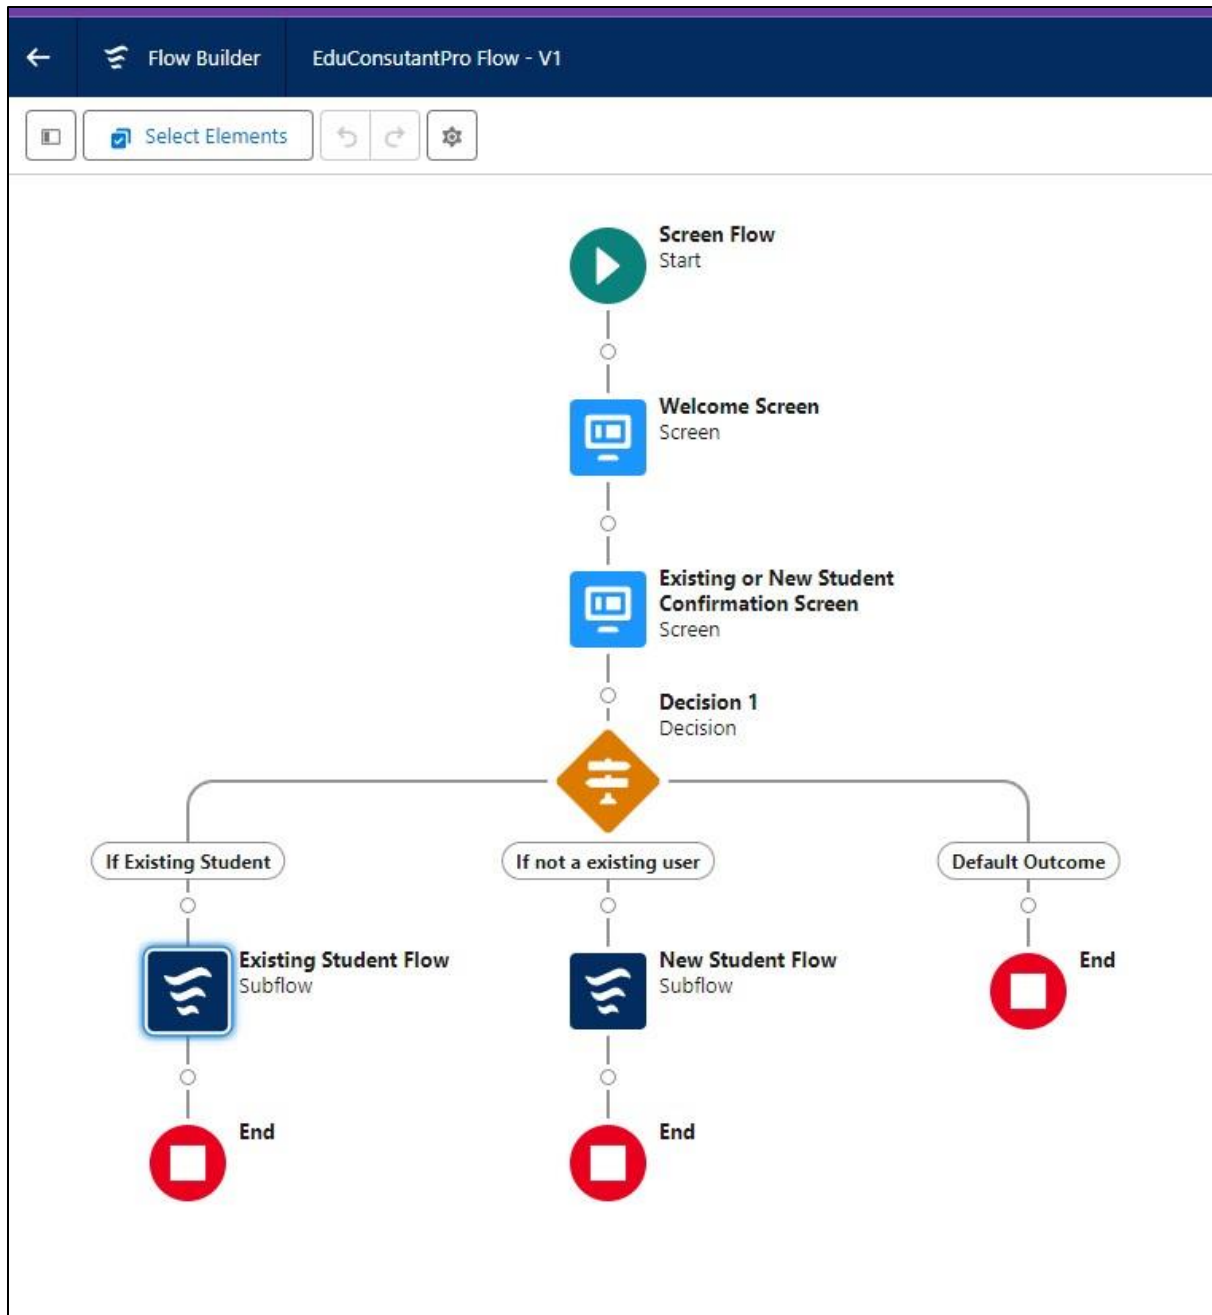 Flow Builder
EduConsutantPro Flow - V1
Select Elements
Screen Flow
Start
Welcome Screen
Screen
Existing or New Student
Confirmation Screen
Screen
Decision 1
Decision
If Existing Student
If not a existing user
Default Outcome
Existing Student Flow
Subflow
New Student Flow
Subflow
End
End
End